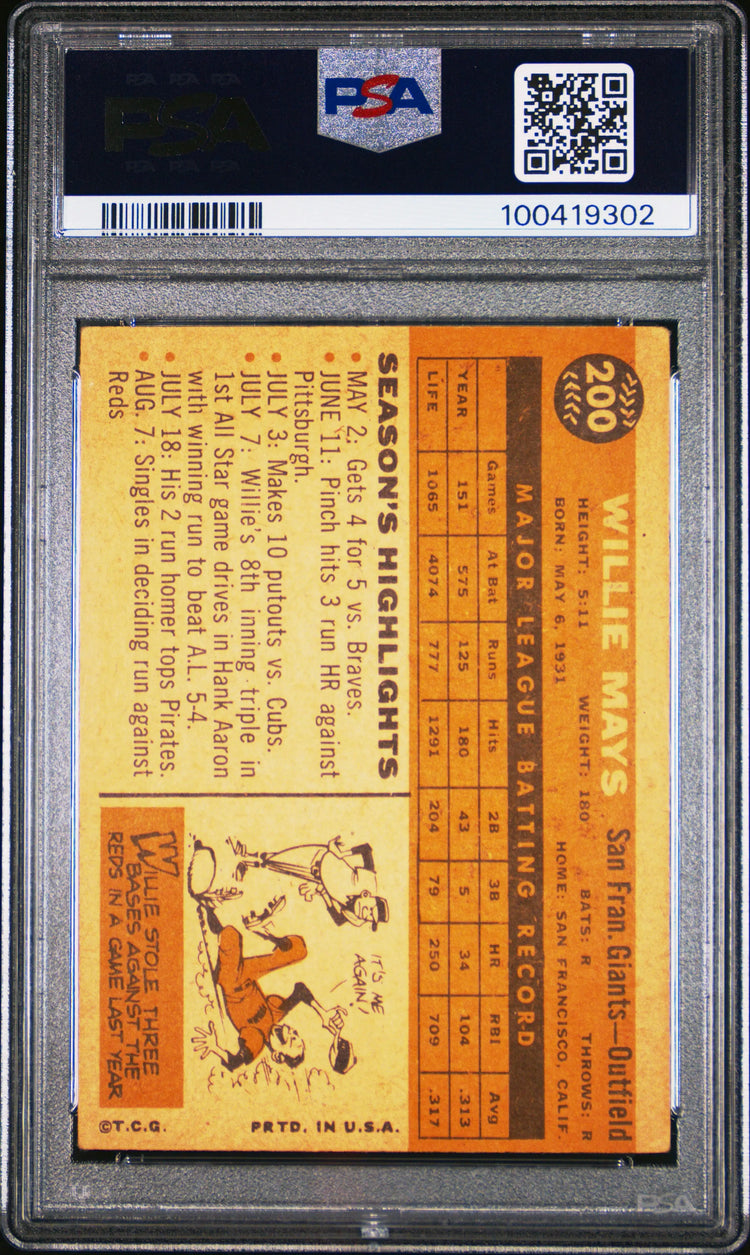 PSA PSA PSA
PSA
PSA PSA PSA
PSA
100419302
200
WILLIE MAYS San Fran. Giants—Outfield
HEIGHT: 5:11 WEIGHT: 180 BATS: R THROWS: R
BORN: MAY 6, 1931 HOME: SAN FRANCISCO, CALIF
MAJOR LEAGUE BATTING RECORD
Games At Bat Runs Hits 2B 3B HR RBI Avg
YEAR 151 575 125 180 43 5 34 104 .313
LIFE 1065 4074 777 1291 204 79 250 709 .317
SEASON'S HIGHLIGHTS
• MAY 2: Gets 4 for 5 vs. Braves.
• JUNE 11: Pinch hits 3 run HR against
Pittsburgh.
• JULY 3: Makes 10 putouts vs. Cubs.
• JULY 7: Willie's 8th inning triple in
1st All Star game drives in Hank Aaron
with winning run to beat A.L. 5-4.
• JULY 18: His 2 run homer tops Pirates.
• AUG. 7: Singles in deciding run against
Reds
IT'S ME
AGAIN!
WILLIE STOLE THREE
BASES AGAINST THE
REDS IN A GAME LAST YEAR
©T.C.G. PRTD. IN U.S.A.
PSA